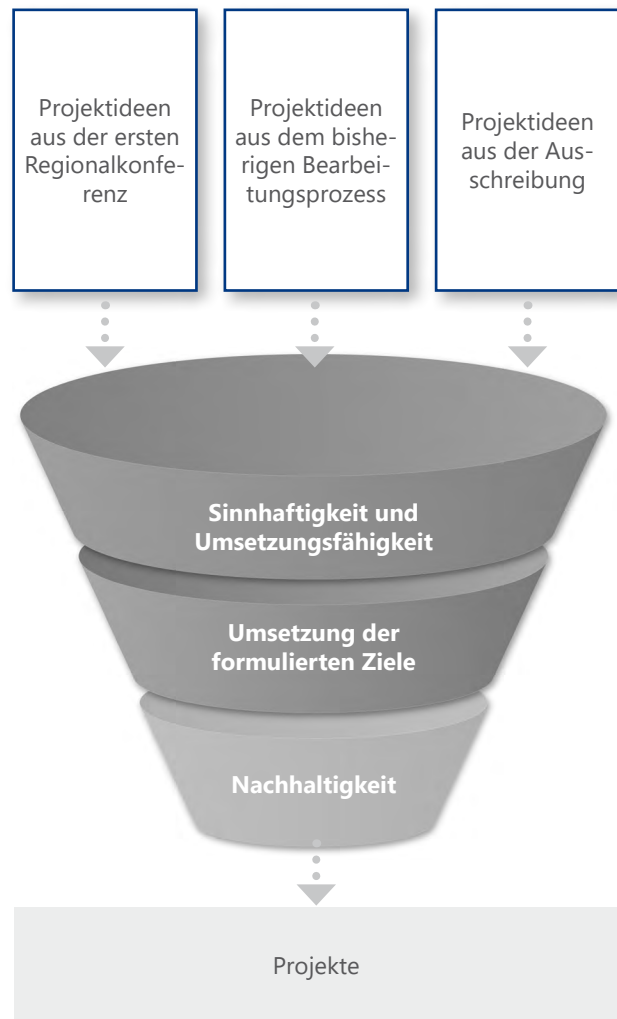 Projektideen
aus der ersten
Regionalkonfe-
renz
Projektideen
aus dem bishe-
rigen Bearbei-
tungsprozess
Projektideen
aus der Aus-
schreibung
Sinnhaftigkeit und
Umsetzungsfähigkeit
Umsetzung der
formulierten Ziele
Nachhaltigkeit
Projekte